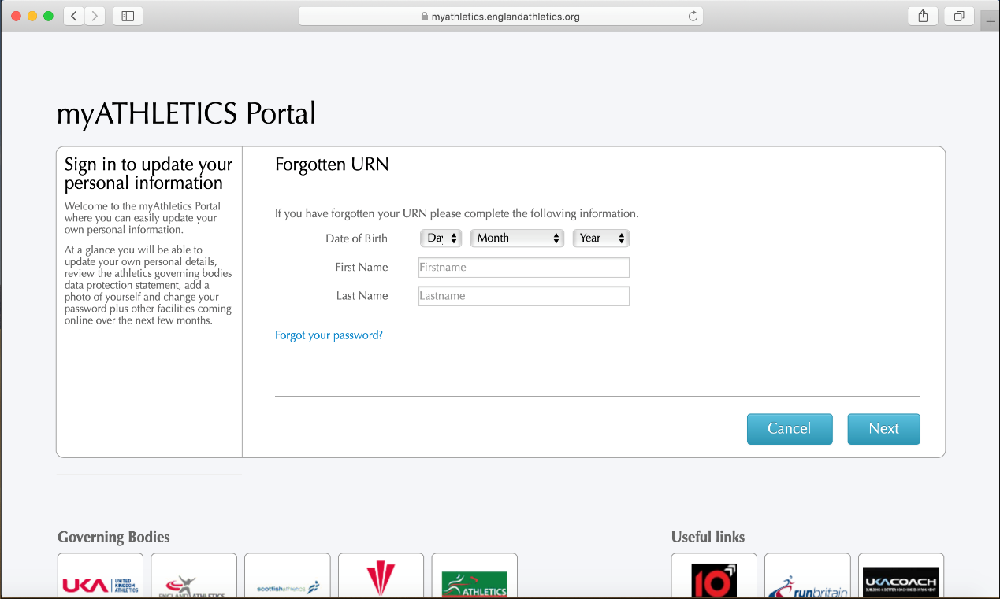 myathletics.englandathletics.org
myATHLETICS Portal
Sign in to update your
personal information
Welcome to the myAthletics Portal
where you can easily update your
own personal information.
At a glance you will be able to
update your own personal details,
review the athletics governing bodies
data protection statement, add a
photo of yourself and change your
password plus other facilities coming
online over the next few months.
Forgotten URN
If you have forgotten your URN please complete the following information.
Date of Birth Day Month Year
First Name Firstname
Last Name Lastname
Forgot your password?
Cancel Next
Governing Bodies
UKA UNITED KINGDOM ATHLETICS
ENGLAND ATHLETICS
scottishathletics
ATHLETICS
Useful links
10
runbritain
UKACOACH
BUILDING A BETTER COACHING ENVIRONMENT